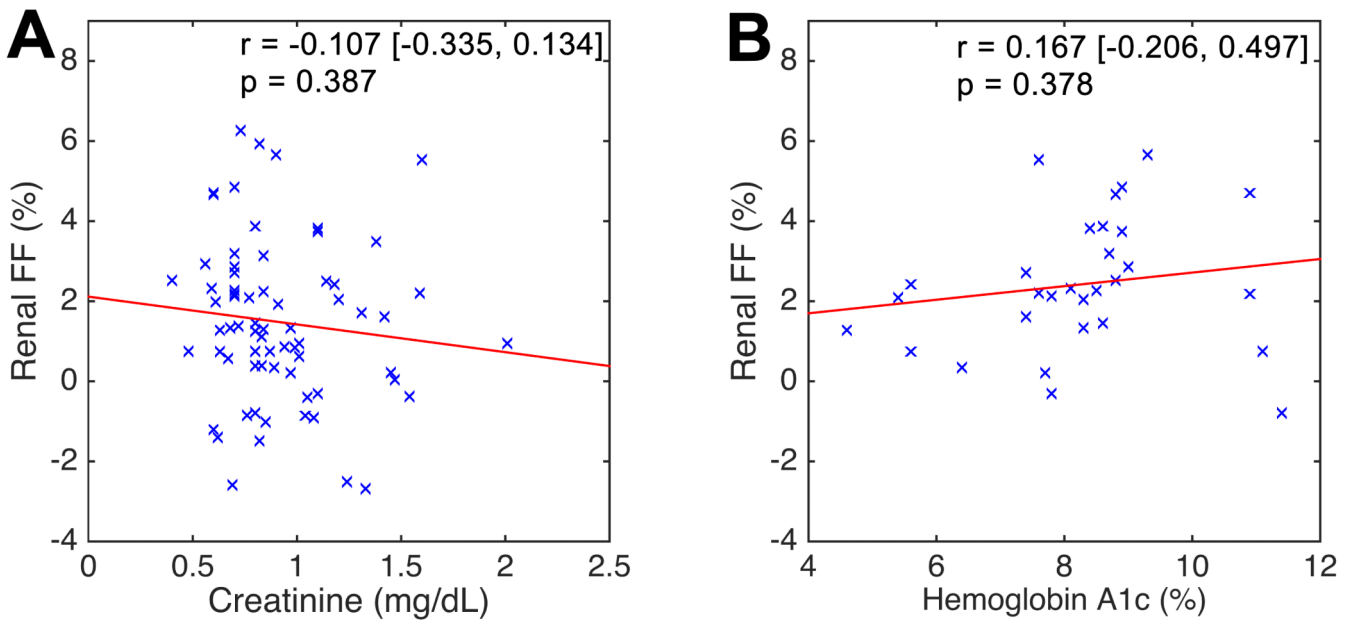 A
r = -0.107 [-0.335, 0.134]
p = 0.387
8
6
4
2
0
-2
-4
Renal FF (%)
0 0.5 1 1.5 2 2.5
Creatinine (mg/dL)
B
r = 0.167 [-0.206, 0.497]
p = 0.378
8
6
4
2
0
-2
-4
Renal FF (%)
4 6 8 10 12
Hemoglobin A1c (%)